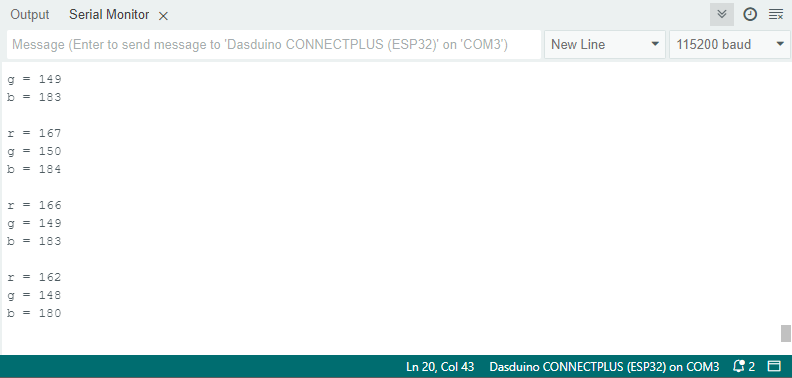 Output Serial Monitor
Message (Enter to send message to 'Dasduino CONNECTPLUS (ESP32)' on 'COM3') New Line 115200 baud
g = 149
b = 183
r = 167
g = 150
b = 184
r = 166
g = 149
b = 183
r = 162
g = 148
b = 180
Ln 20, Col 43 Dasduino CONNECTPLUS (ESP32) on COM3 2